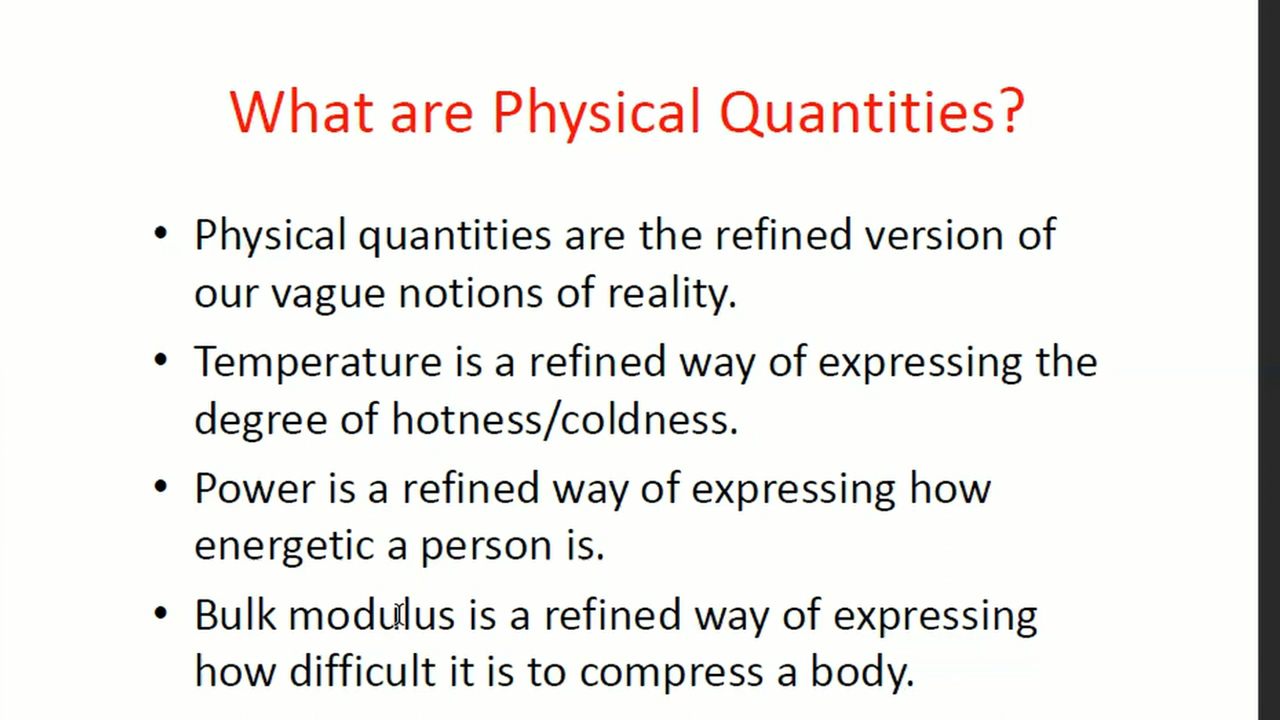 What are Physical Quantities?
• Physical quantities are the refined version of
our vague notions of reality.
• Temperature is a refined way of expressing the
degree of hotness/coldness.
• Power is a refined way of expressing how
energetic a person is.
• Bulk modulus is a refined way of expressing
how difficult it is to compress a body.